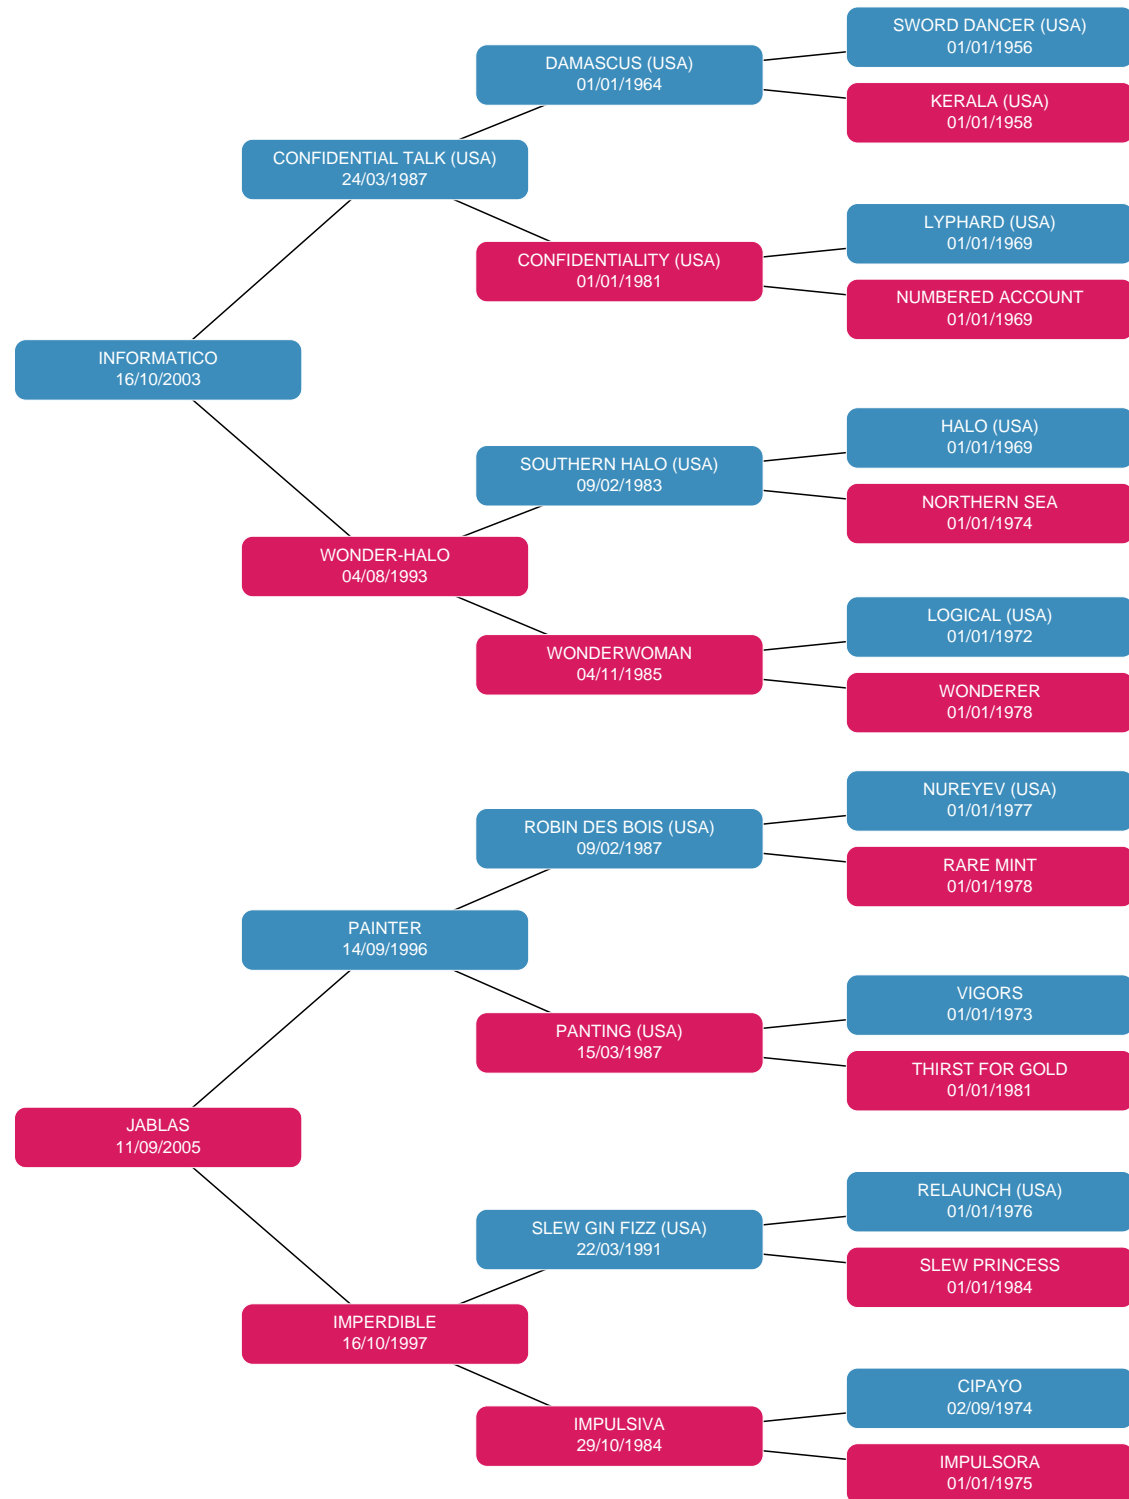 SWORD DANCER (USA)
01/01/1956
DAMASCUS (USA)
01/01/1964
KERALA (USA)
01/01/1958
CONFIDENTIAL TALK (USA)
24/03/1987
LYPHARD (USA)
01/01/1969
CONFIDENTIALITY (USA)
01/01/1981
NUMBERED ACCOUNT
01/01/1969
INFORMATICO
16/10/2003
HALO (USA)
01/01/1969
SOUTHERN HALO (USA)
09/02/1983
NORTHERN SEA
01/01/1974
WONDER-HALO
04/08/1993
LOGICAL (USA)
01/01/1972
WONDERWOMAN
04/11/1985
WONDERER
01/01/1978
NUREYEV (USA)
01/01/1977
ROBIN DES BOIS (USA)
09/02/1987
RARE MINT
01/01/1978
PAINTER
14/09/1996
VIGORS
01/01/1973
PANTING (USA)
15/03/1987
THIRST FOR GOLD
01/01/1981
JABLAS
11/09/2005
RELAUNCH (USA)
01/01/1976
SLEW GIN FIZZ (USA)
22/03/1991
SLEW PRINCESS
01/01/1984
IMPERDIBLE
16/10/1997
CIPAYO
02/09/1974
IMPULSIVA
29/10/1984
IMPULSORA
01/01/1975